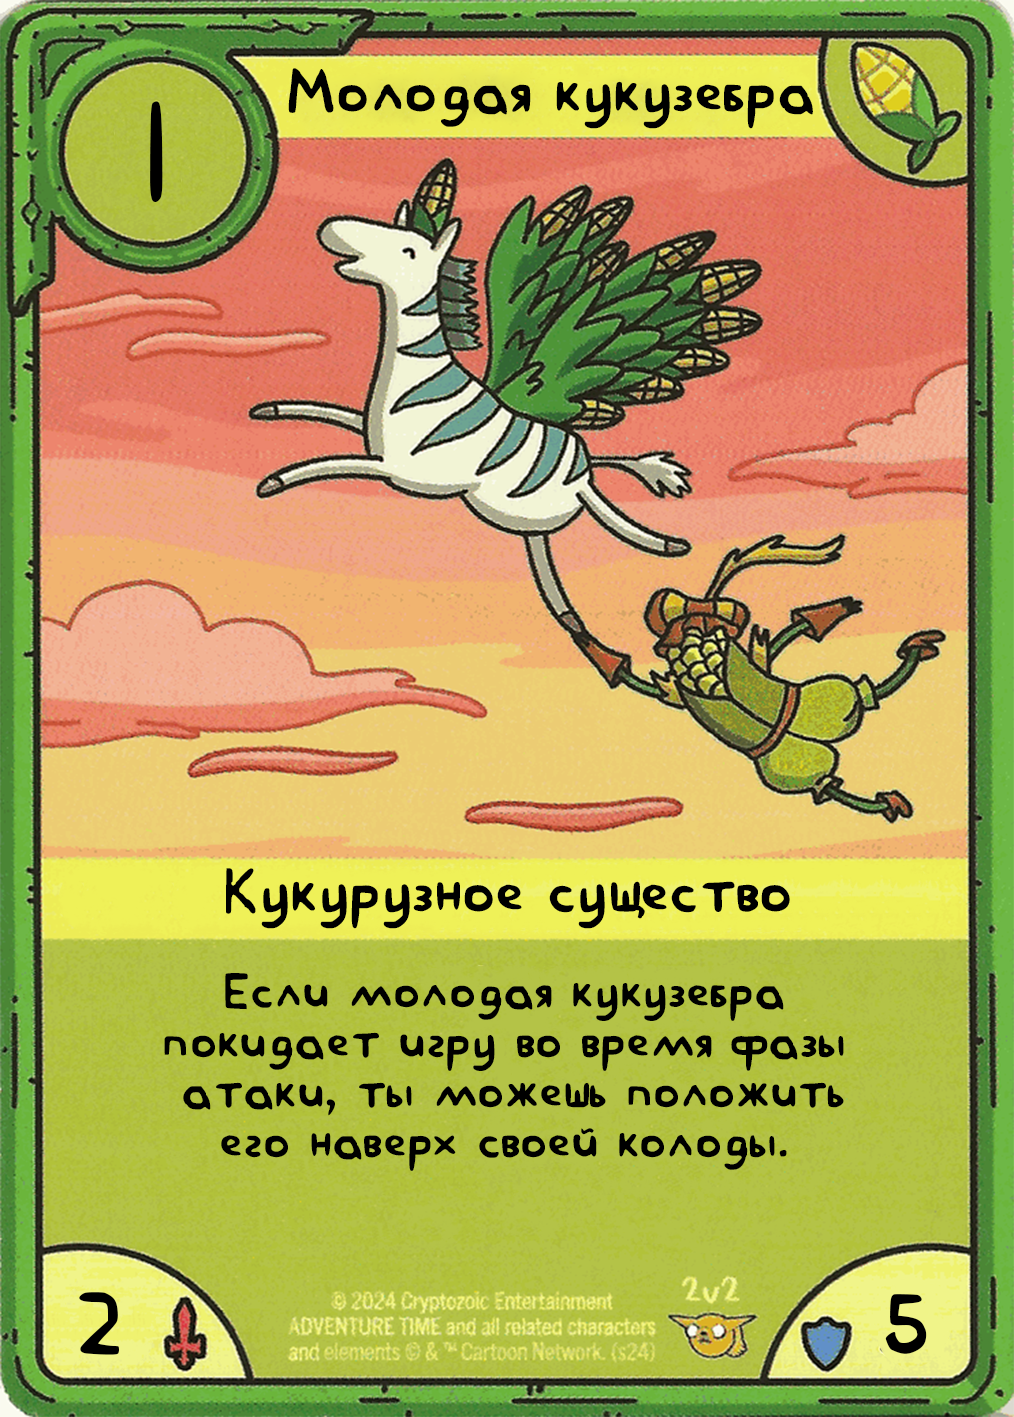 1
Молодая кукузебра
Кукурузное существо
Если молодая кукузебра
покидает игру во время фазы
атаки, ты можешь положить
его наверх своей колоды.
2
© 2024 Cryptozoic Entertainment
ADVENTURE TIME and all related characters
and elements © & ™ Cartoon Network. (s24)
2v2
5